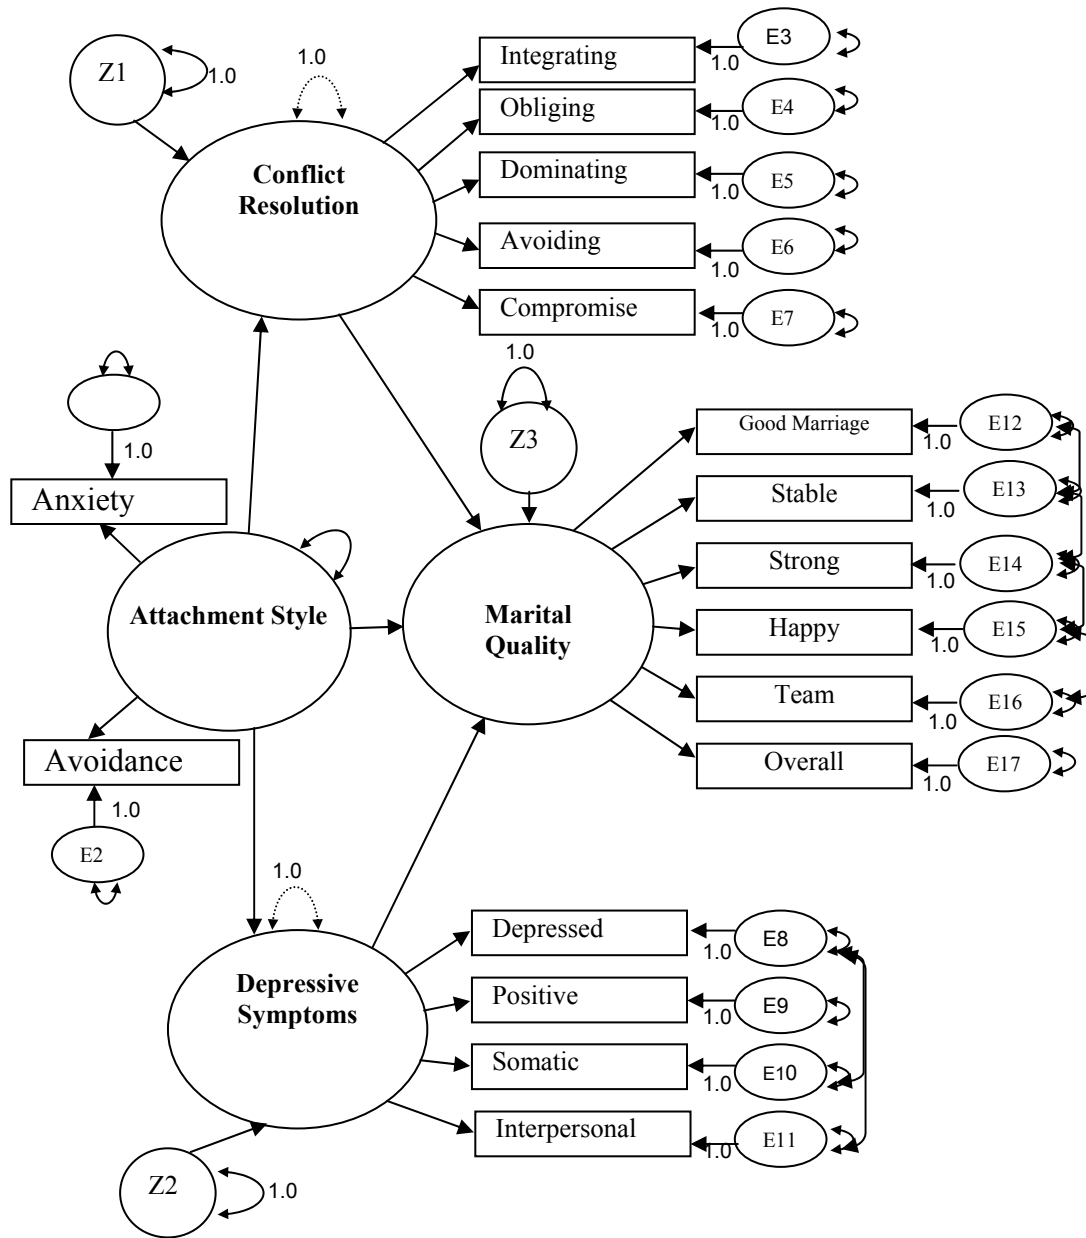 Z1
1.0
1.0
Conflict
Resolution
Integrating
1.0
E3
Obliging
1.0
E4
Dominating
1.0
E5
Avoiding
1.0
E6
Compromise
1.0
E7
1.0
Z3
1.0
Anxiety
Attachment Style
Avoidance
1.0
E2
Marital
Quality
Good Marriage
1.0
E12
Stable
1.0
E13
Strong
1.0
E14
Happy
1.0
E15
Team
1.0
E16
Overall
1.0
E17
1.0
Depressive
Symptoms
Depressed
1.0
E8
Positive
1.0
E9
Somatic
1.0
E10
Interpersonal
1.0
E11
Z2
1.0